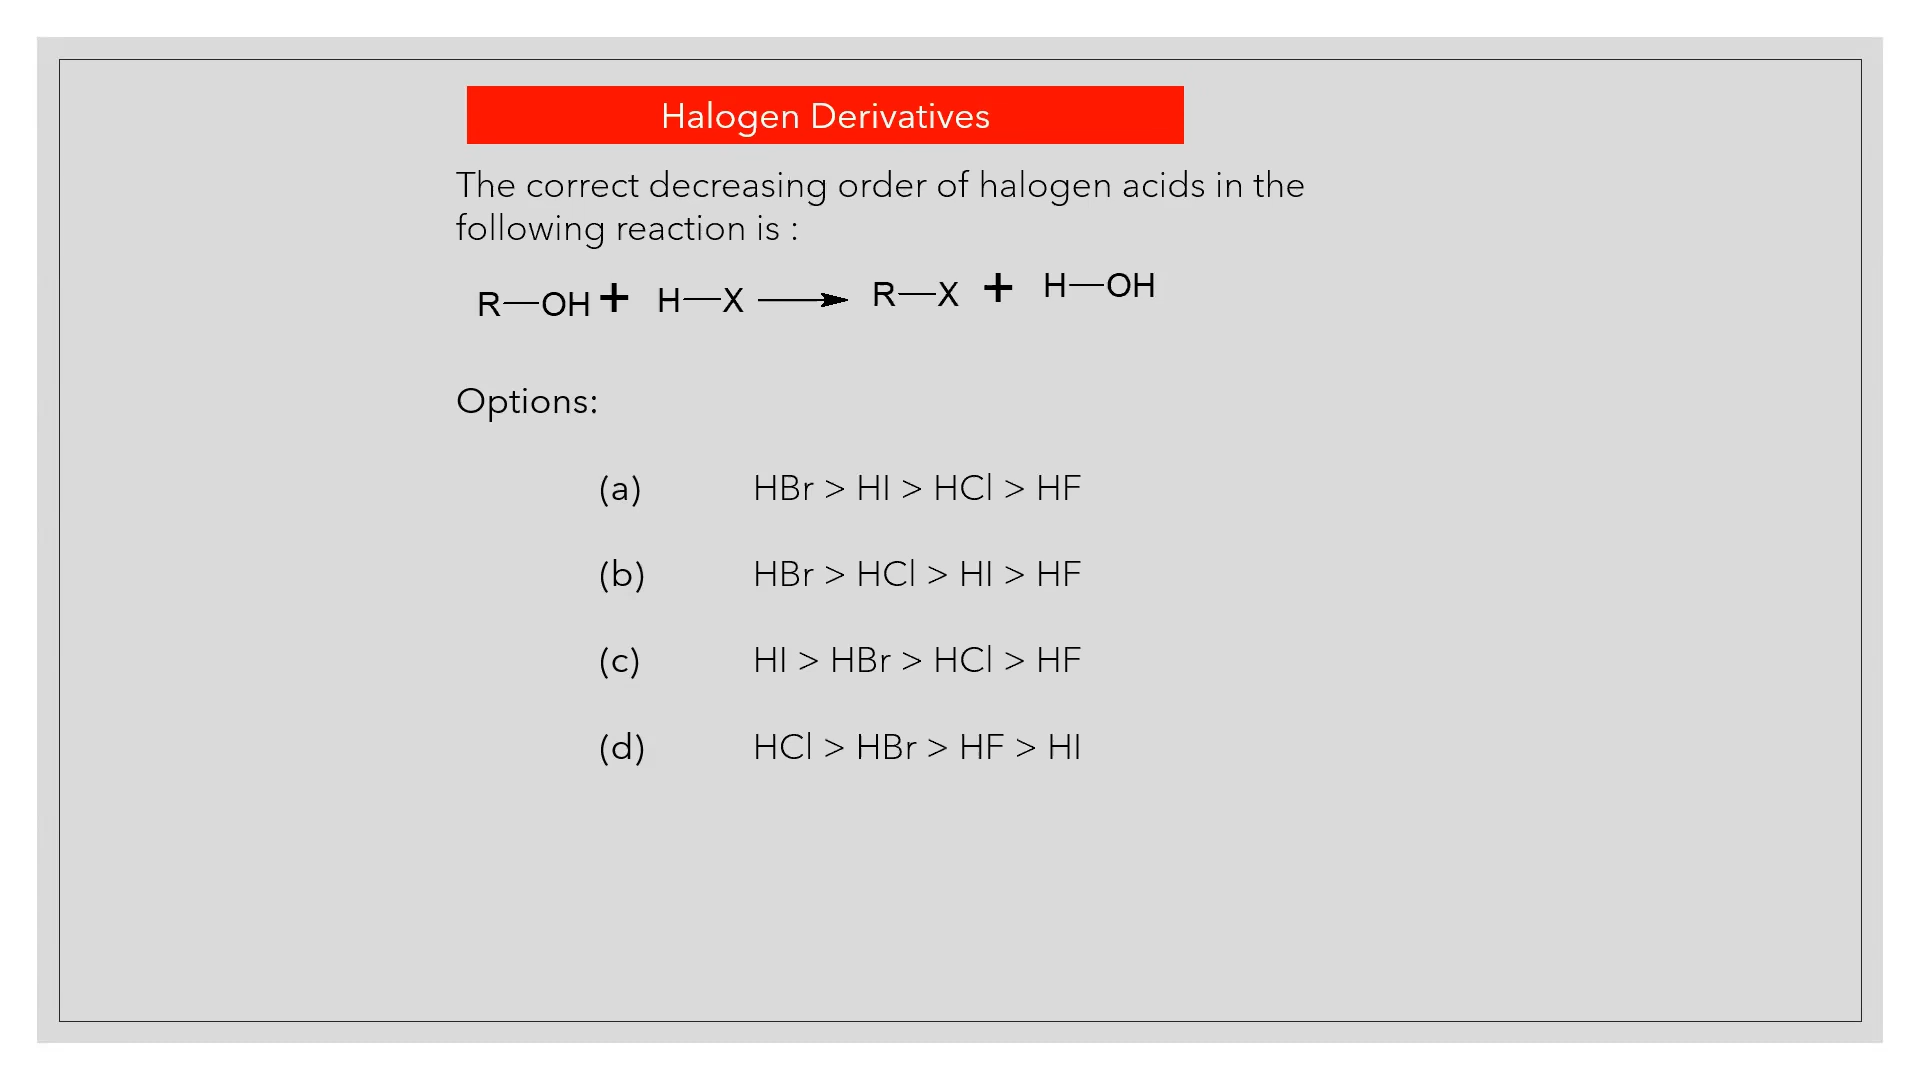 Halogen Derivatives
The correct decreasing order of halogen acids in the
following reaction is :
R—OH + H—X ⟶ R—X + H—OH
Options:
(a) HBr > HI > HCl > HF
(b) HBr > HCl > HI > HF
(c) HI > HBr > HCl > HF
(d) HCl > HBr > HF > HI